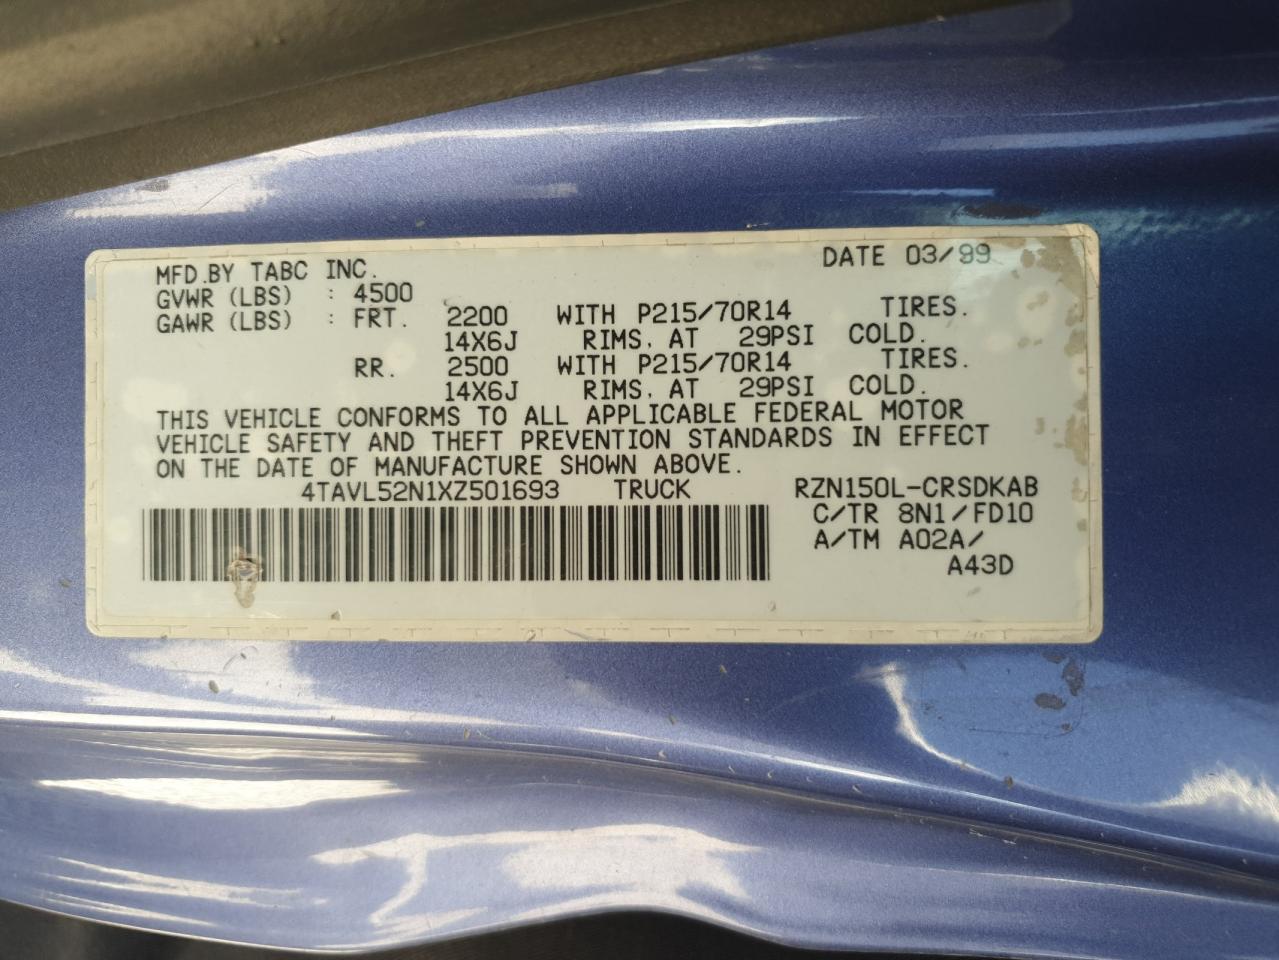 MFD.BY TABC INC. DATE 03/99
GVWR (LBS) : 4500
GAWR (LBS) : FRT. 2200 WITH P215/70R14 TIRES.
14X6J RIMS, AT 29PSI COLD.
RR. 2500 WITH P215/70R14 TIRES.
14X6J RIMS, AT 29PSI COLD.
THIS VEHICLE CONFORMS TO ALL APPLICABLE FEDERAL MOTOR
VEHICLE SAFETY AND THEFT PREVENTION STANDARDS IN EFFECT
ON THE DATE OF MANUFACTURE SHOWN ABOVE.
4TAVL52N1XZ501693 TRUCK RZN150L-CRSDKAB
C/TR 8N1/FD10
A/TM A02A/
A43D